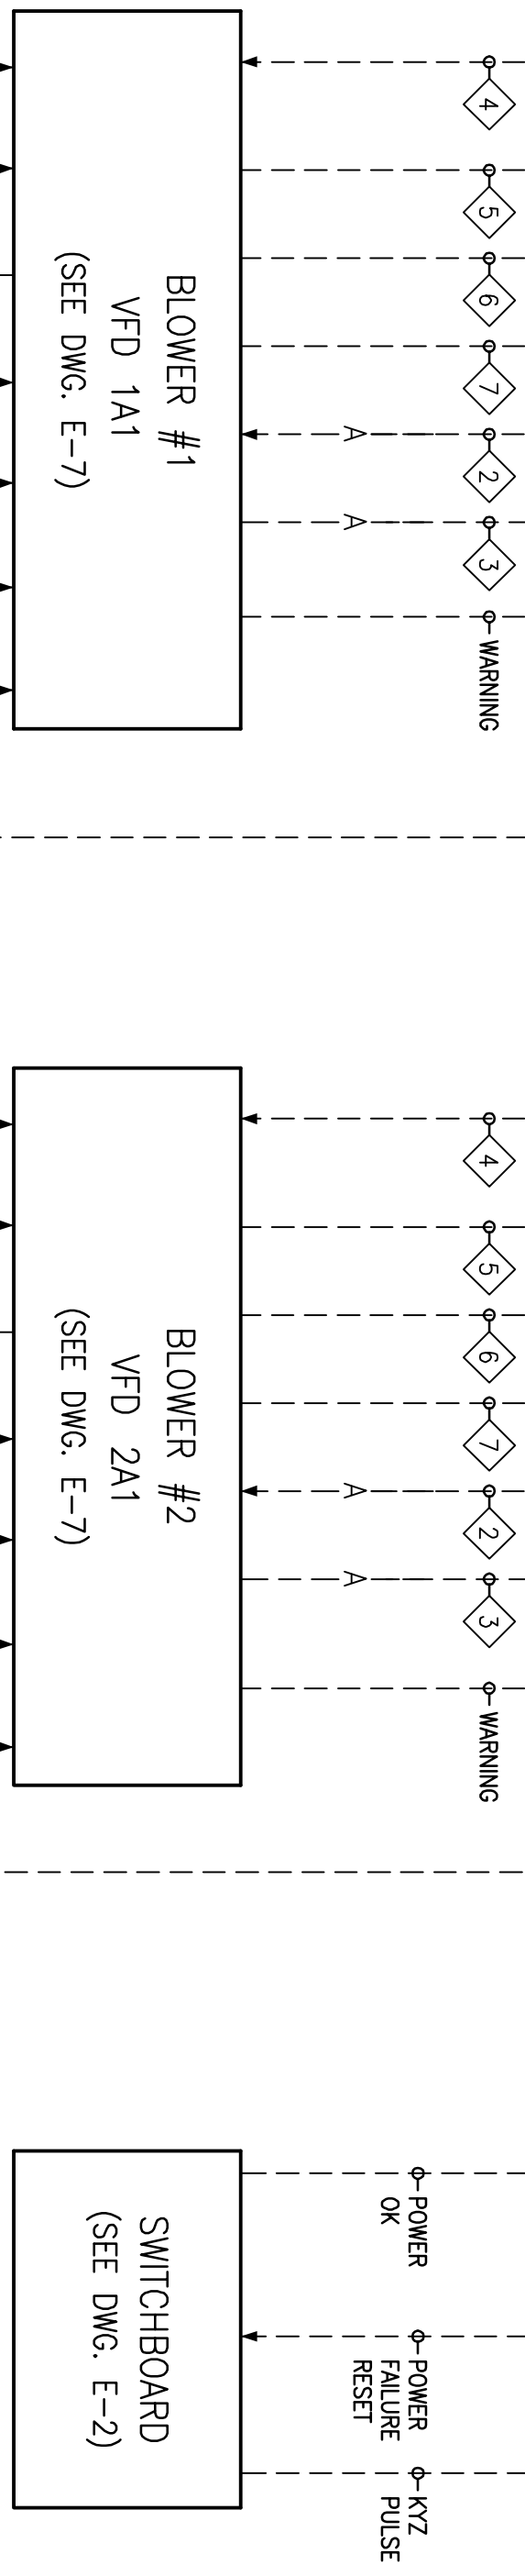 4
5
6
7
A
2
A
3
WARNING
BLOWER #1
VFD 1A1
(SEE DWG. E-7)
4
5
6
7
A
2
A
3
WARNING
BLOWER #2
VFD 2A1
(SEE DWG. E-7)
POWER
OK
POWER
FAILURE
RESET
KYZ
PULSE
SWITCHBOARD
(SEE DWG. E-2)